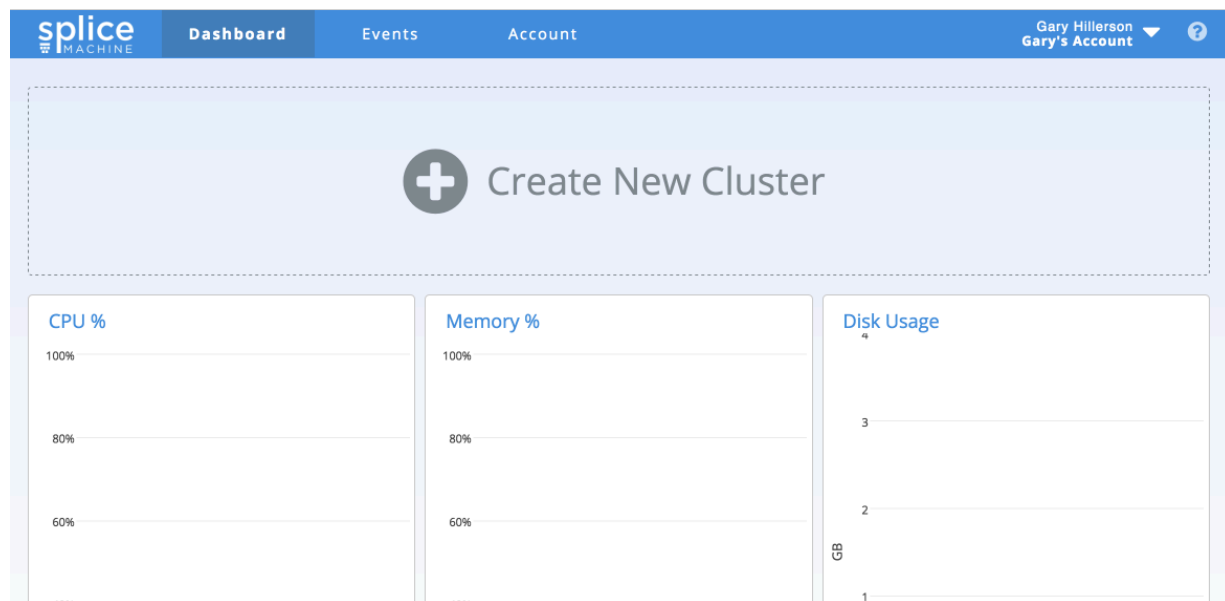 splice
MACHINE
Dashboard
Events
Account
Gary Hillerson
Gary's Account
?
Create New Cluster
CPU %
100%
80%
60%
Memory %
100%
80%
60%
Disk Usage
4
3
2
GB
1